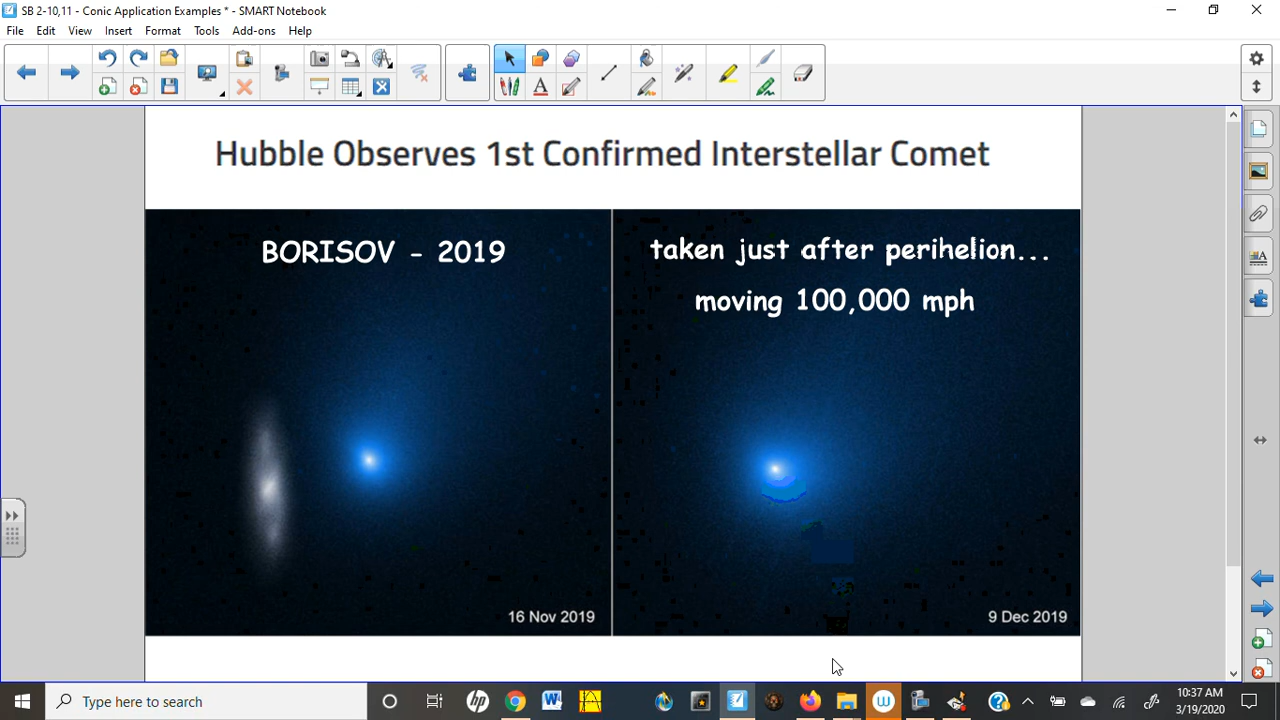 SB 2-10,11 - Conic Application Examples * - SMART Notebook
File Edit View Insert Format Tools Add-ons Help
Hubble Observes 1st Confirmed Interstellar Comet
BORISOV - 2019
taken just after perihelion...
moving 100,000 mph
16 Nov 2019
9 Dec 2019
Type here to search
10:37 AM
3/19/2020